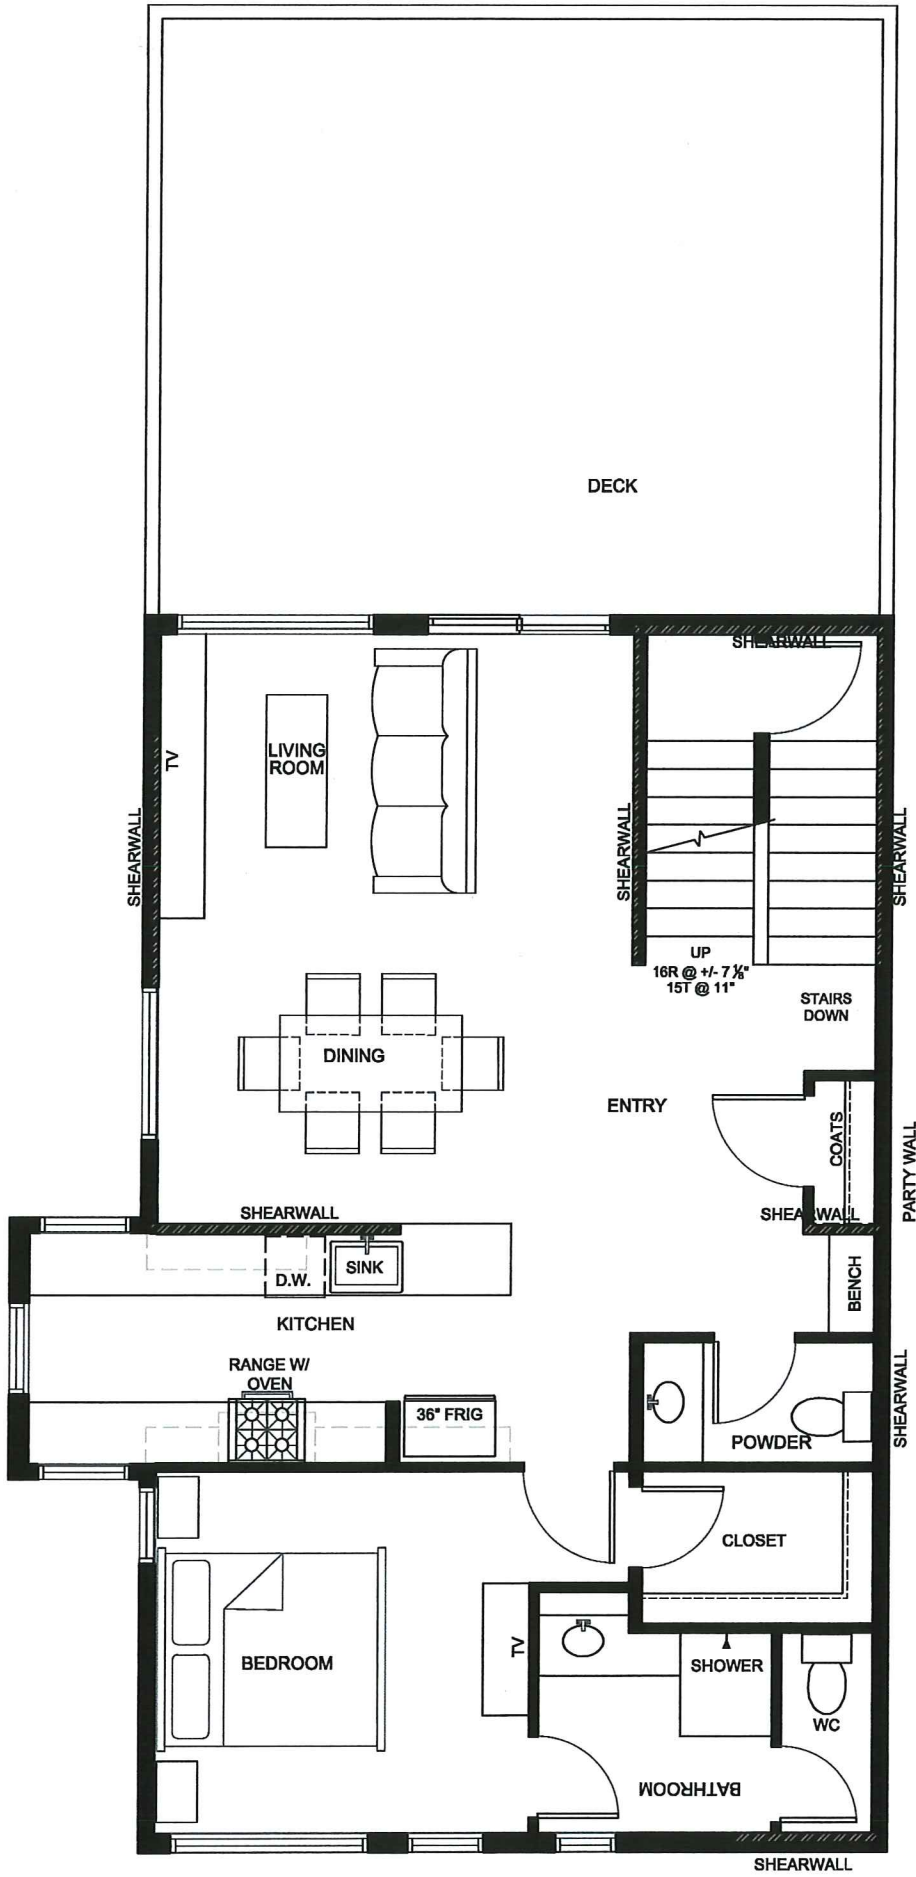 DECK
SHEARWALL
TV
LIVING
ROOM
SHEARWALL
SHEARWALL
SHEARWALL
UP
16R @ +/- 7 ⅛"
15T @ 11"
STAIRS
DOWN
DINING
ENTRY
COATS
PARTY WALL
SHEARWALL
SHEARWALL
D.W.
SINK
BENCH
KITCHEN
RANGE W/
OVEN
36" FRIG
SHEARWALL
POWDER
CLOSET
BEDROOM
TV
SHOWER
WC
BATHROOM
SHEARWALL